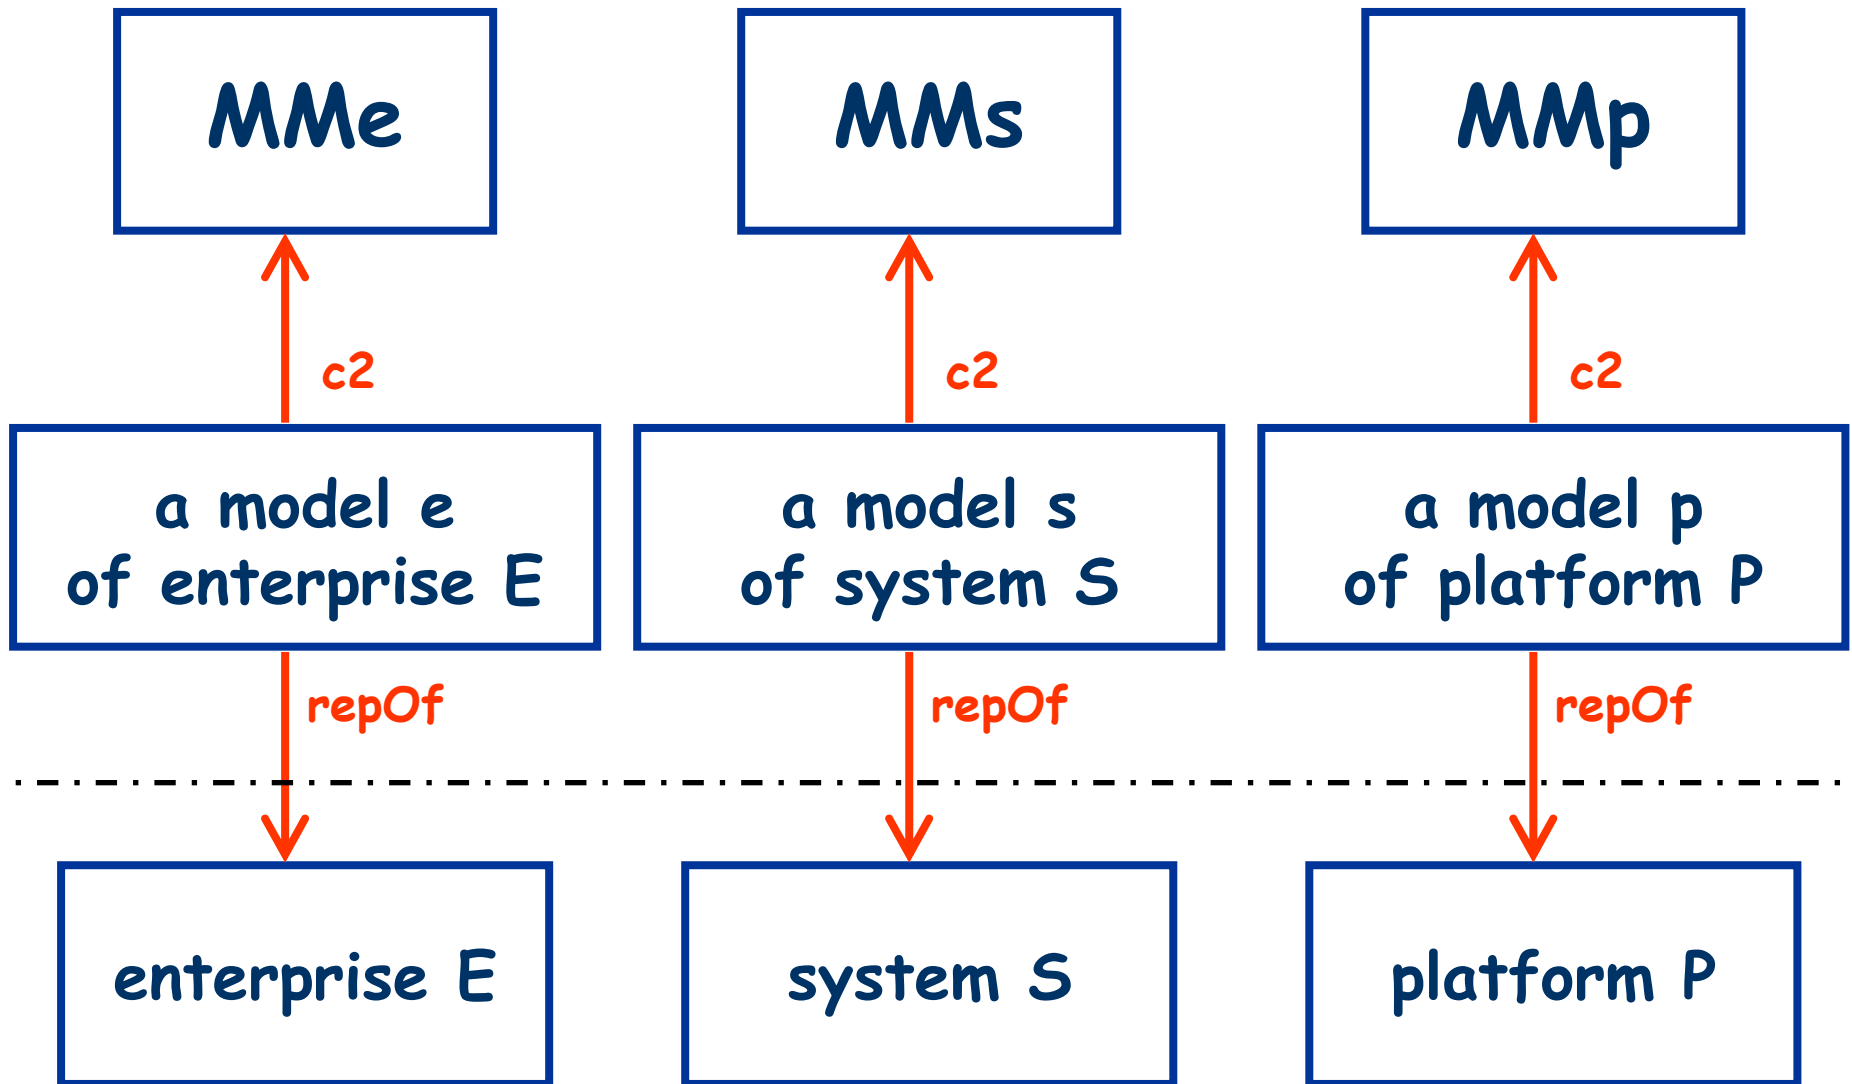 MMe
MMs
MMp
c2
c2
c2
a model e
of enterprise E
a model s
of system S
a model p
of platform P
repOf
repOf
repOf
enterprise E
system S
platform P